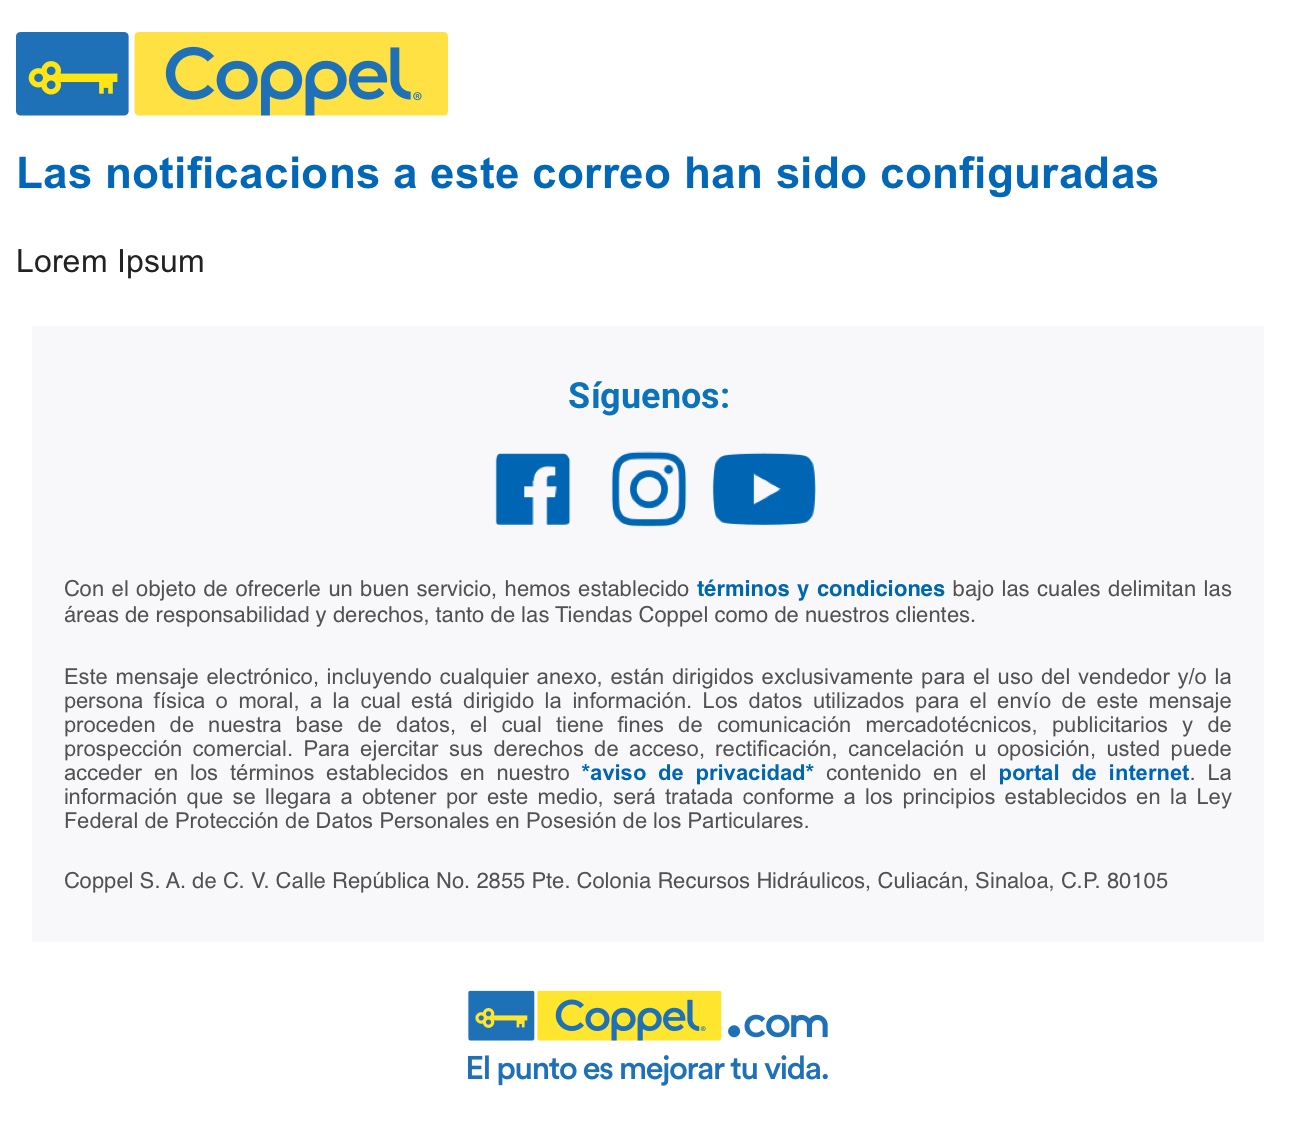 Coppel®
Las notificacions a este correo han sido configuradas
Lorem Ipsum
Síguenos:
Con el objeto de ofrecerle un buen servicio, hemos establecido términos y condiciones bajo las cuales delimitan las
áreas de responsabilidad y derechos, tanto de las Tiendas Coppel como de nuestros clientes.
Este mensaje electrónico, incluyendo cualquier anexo, están dirigidos exclusivamente para el uso del vendedor y/o la
persona física o moral, a la cual está dirigido la información. Los datos utilizados para el envío de este mensaje
proceden de nuestra base de datos, el cual tiene fines de comunicación mercadotécnicos, publicitarios y de
prospección comercial. Para ejercitar sus derechos de acceso, rectificación, cancelación u oposición, usted puede
acceder en los términos establecidos en nuestro *aviso de privacidad* contenido en el portal de internet. La
información que se llegara a obtener por este medio, será tratada conforme a los principios establecidos en la Ley
Federal de Protección de Datos Personales en Posesión de los Particulares.
Coppel S. A. de C. V. Calle República No. 2855 Pte. Colonia Recursos Hidráulicos, Culiacán, Sinaloa, C.P. 80105
Coppel®.com
El punto es mejorar tu vida.